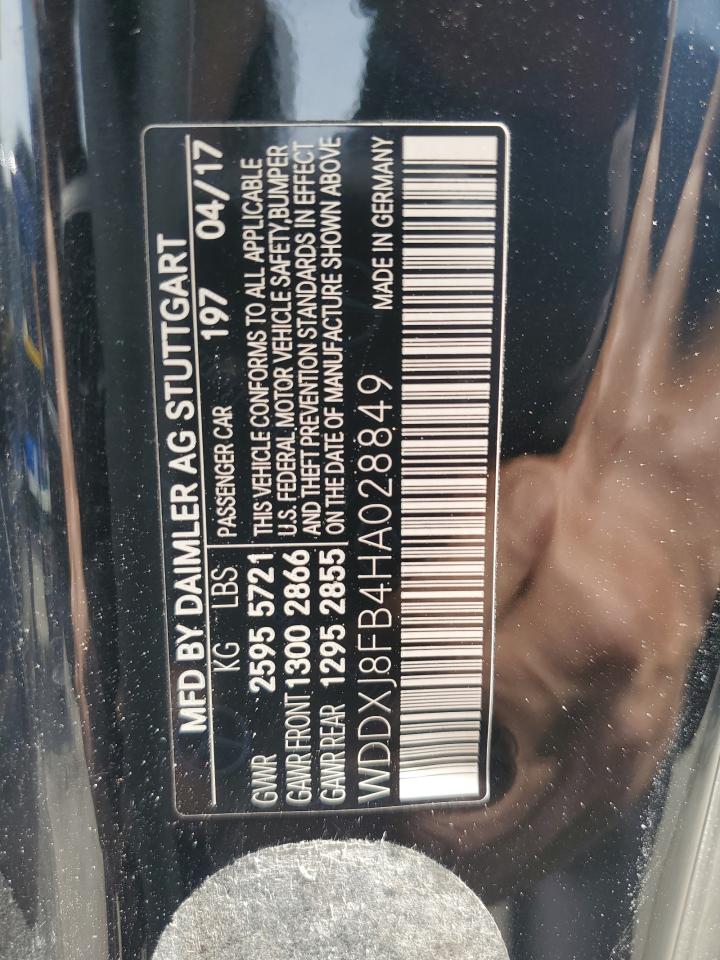 MFD BY DAIMLER AG STUTTGART
KG LBS PASSENGER CAR 197 04/17
GVWR 2595 5721 THIS VEHICLE CONFORMS TO ALL APPLICABLE
GAWR FRONT 1300 2866 U.S. FEDERAL MOTOR VEHICLE SAFETY,BUMPER
AND THEFT PREVENTION STANDARDS IN EFFECT
GAWR REAR 1295 2855 ON THE DATE OF MANUFACTURE SHOWN ABOVE
WDDXJ8FB4HA028849 MADE IN GERMANY